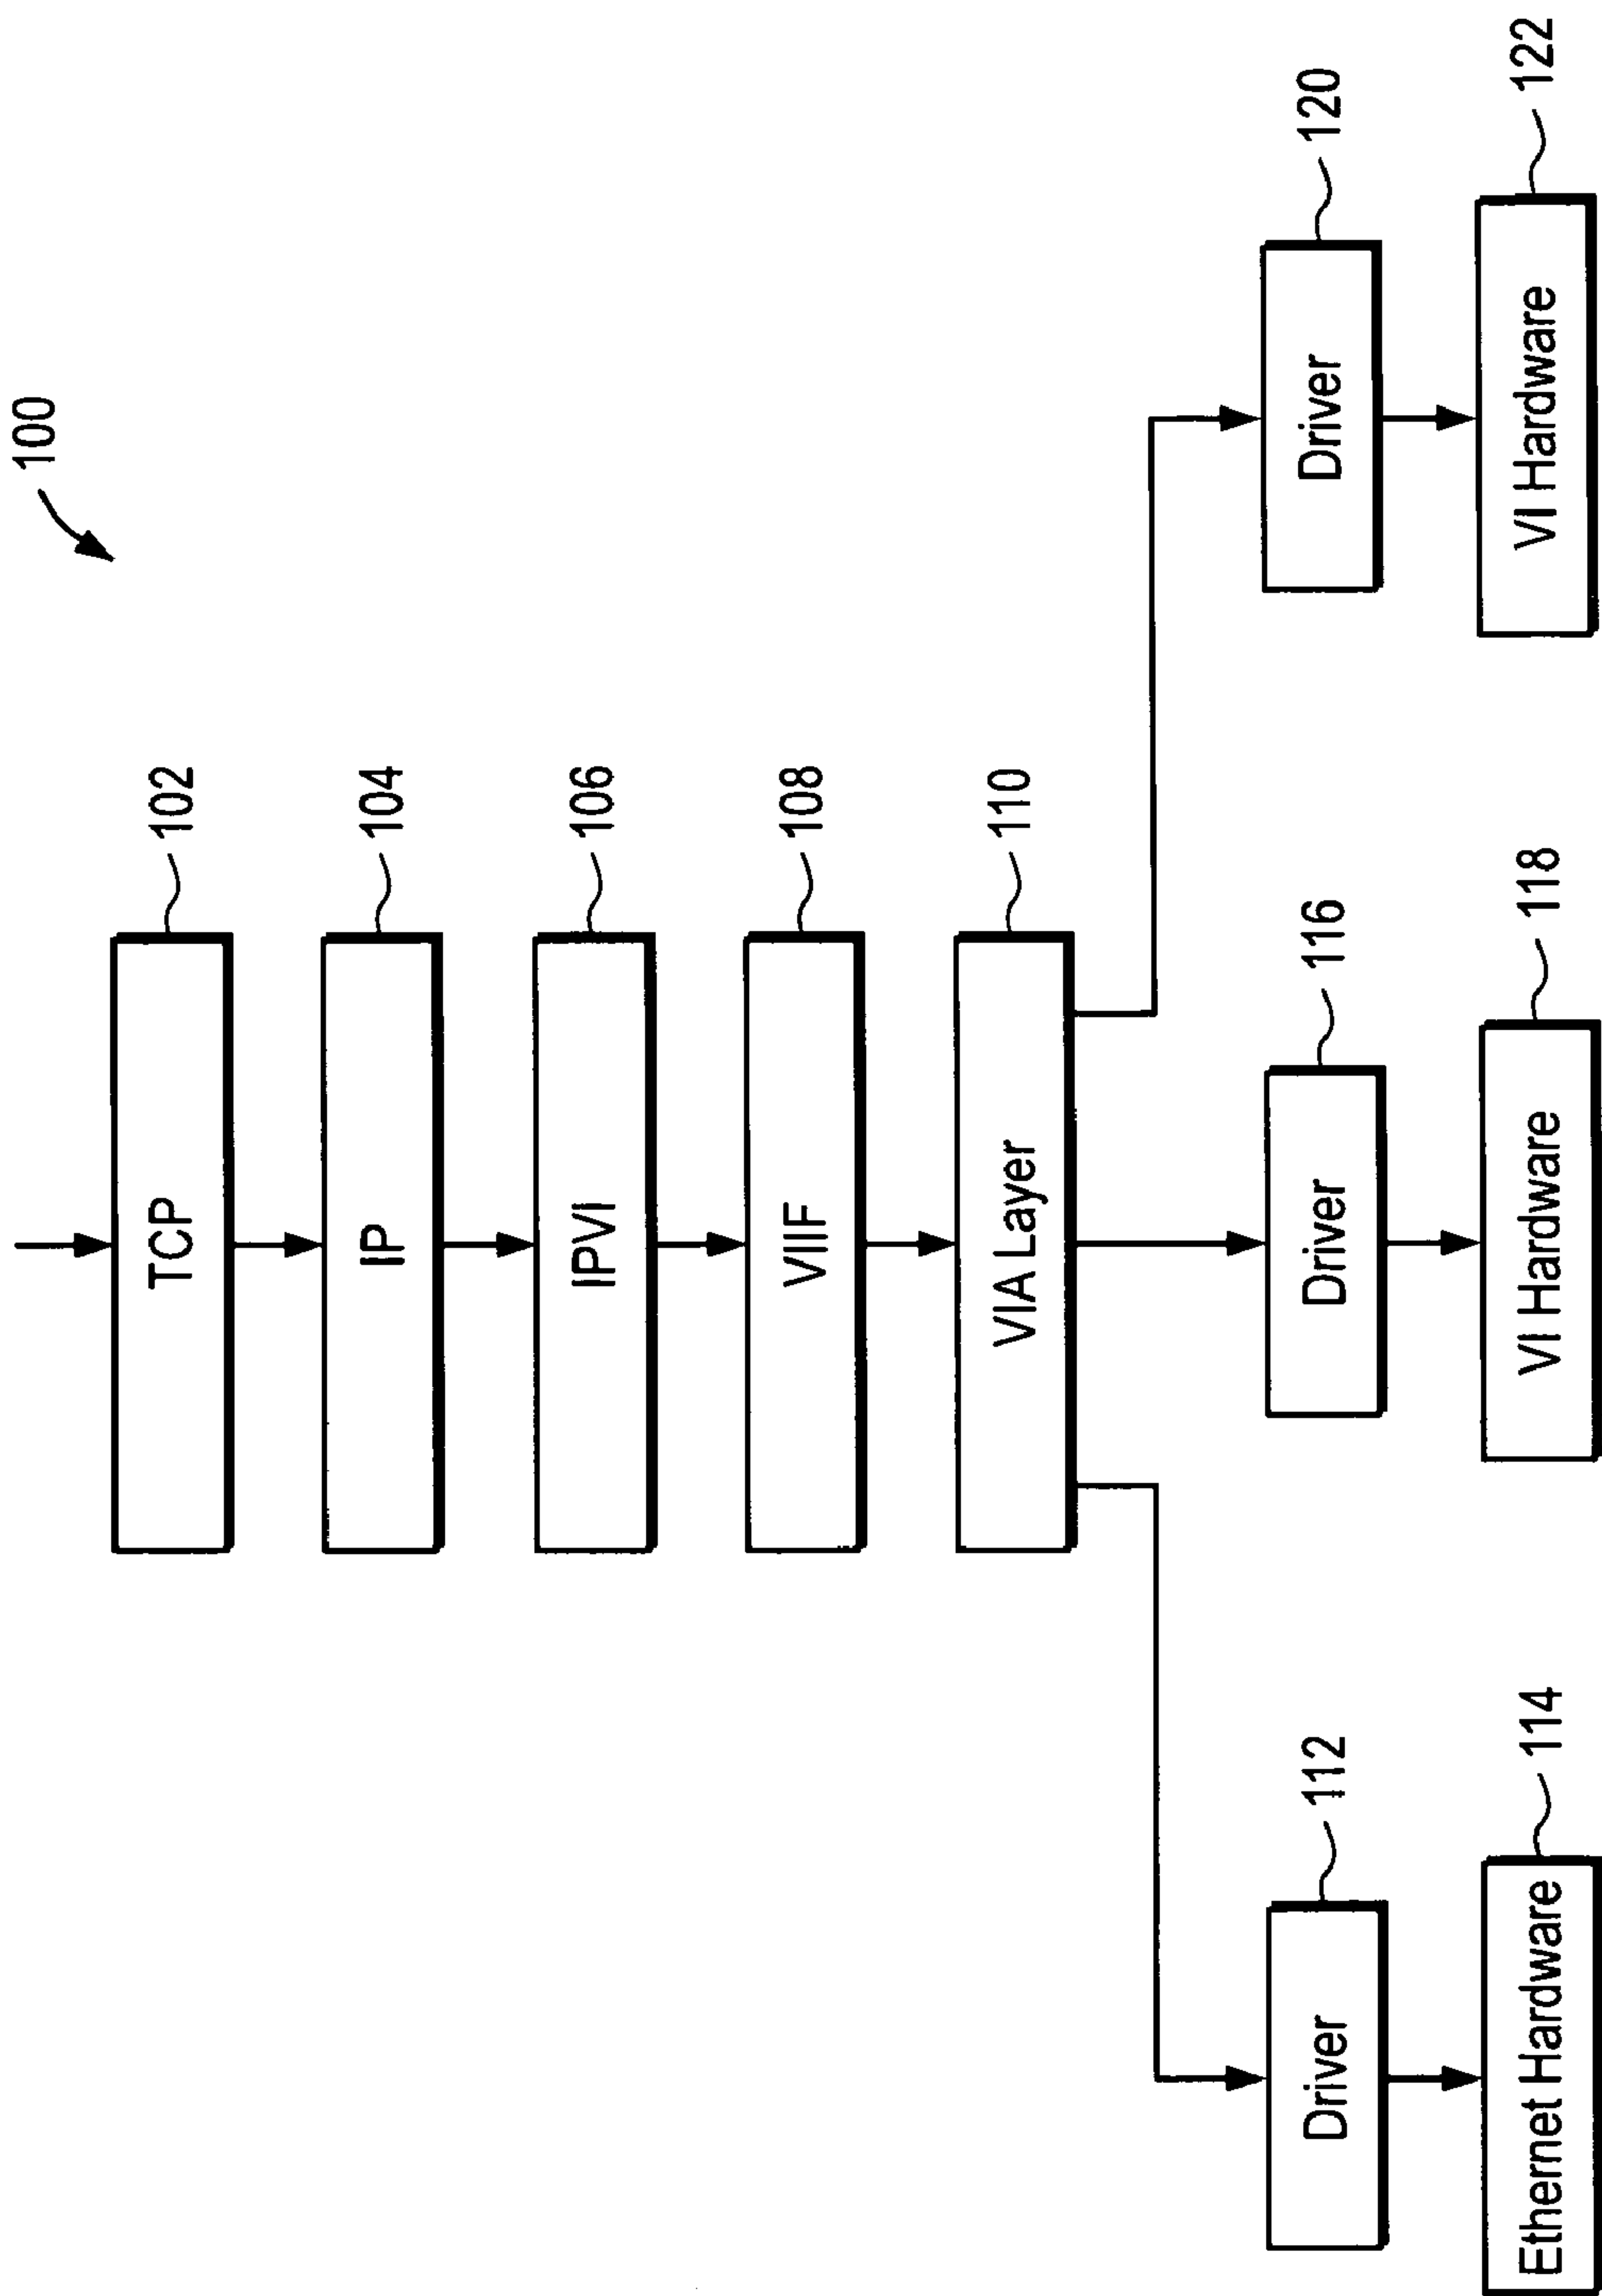 100
TCP
102
IP
104
IPVI
106
VIIF
108
VIA Layer
110
Driver
112
Driver
116
Driver
120
Ethernet Hardware
114
VI Hardware
118
VI Hardware
122